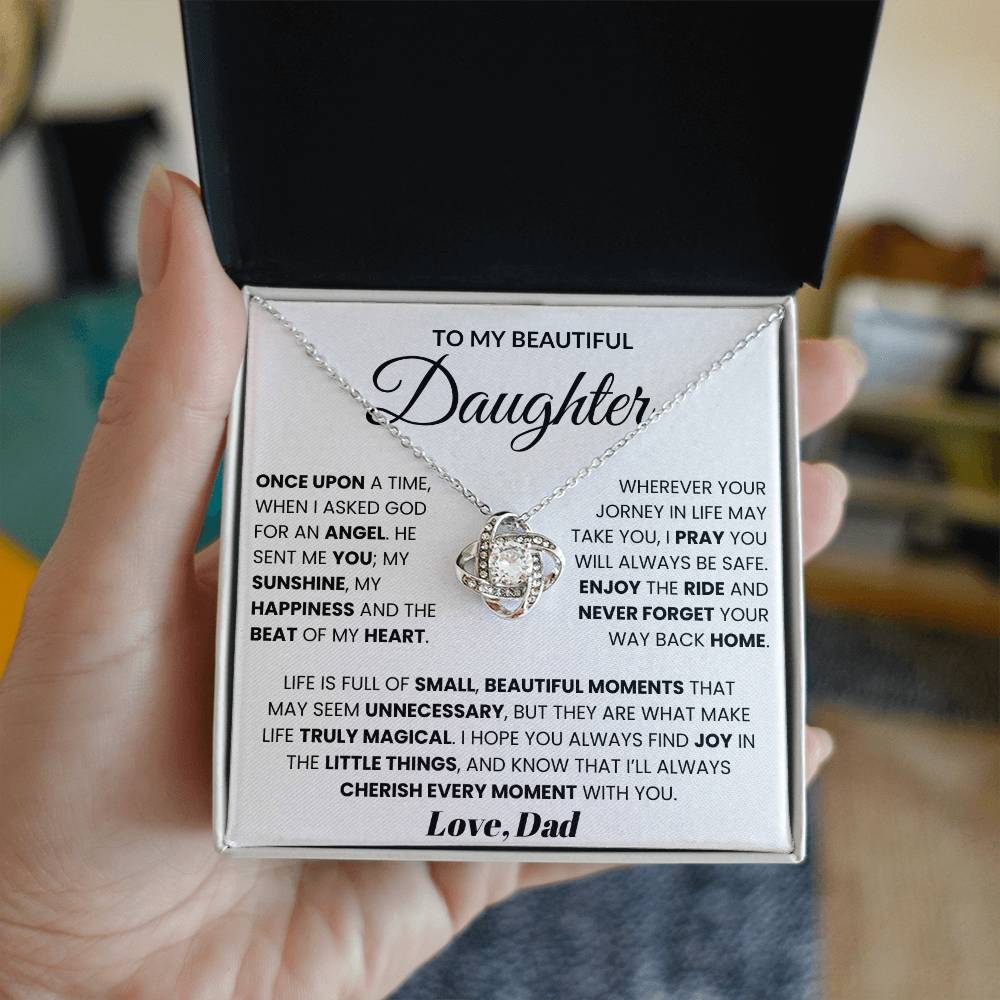 TO MY BEAUTIFUL
Daughter
ONCE UPON A TIME,
WHEN I ASKED GOD
FOR AN ANGEL. HE
SENT ME YOU; MY
SUNSHINE, MY
HAPPINESS AND THE
BEAT OF MY HEART.
WHEREVER YOUR
JORNEY IN LIFE MAY
TAKE YOU, I PRAY YOU
WILL ALWAYS BE SAFE.
ENJOY THE RIDE AND
NEVER FORGET YOUR
WAY BACK HOME.
LIFE IS FULL OF SMALL, BEAUTIFUL MOMENTS THAT
MAY SEEM UNNECESSARY, BUT THEY ARE WHAT MAKE
LIFE TRULY MAGICAL. I HOPE YOU ALWAYS FIND JOY IN
THE LITTLE THINGS, AND KNOW THAT I'LL ALWAYS
CHERISH EVERY MOMENT WITH YOU.
Love, Dad